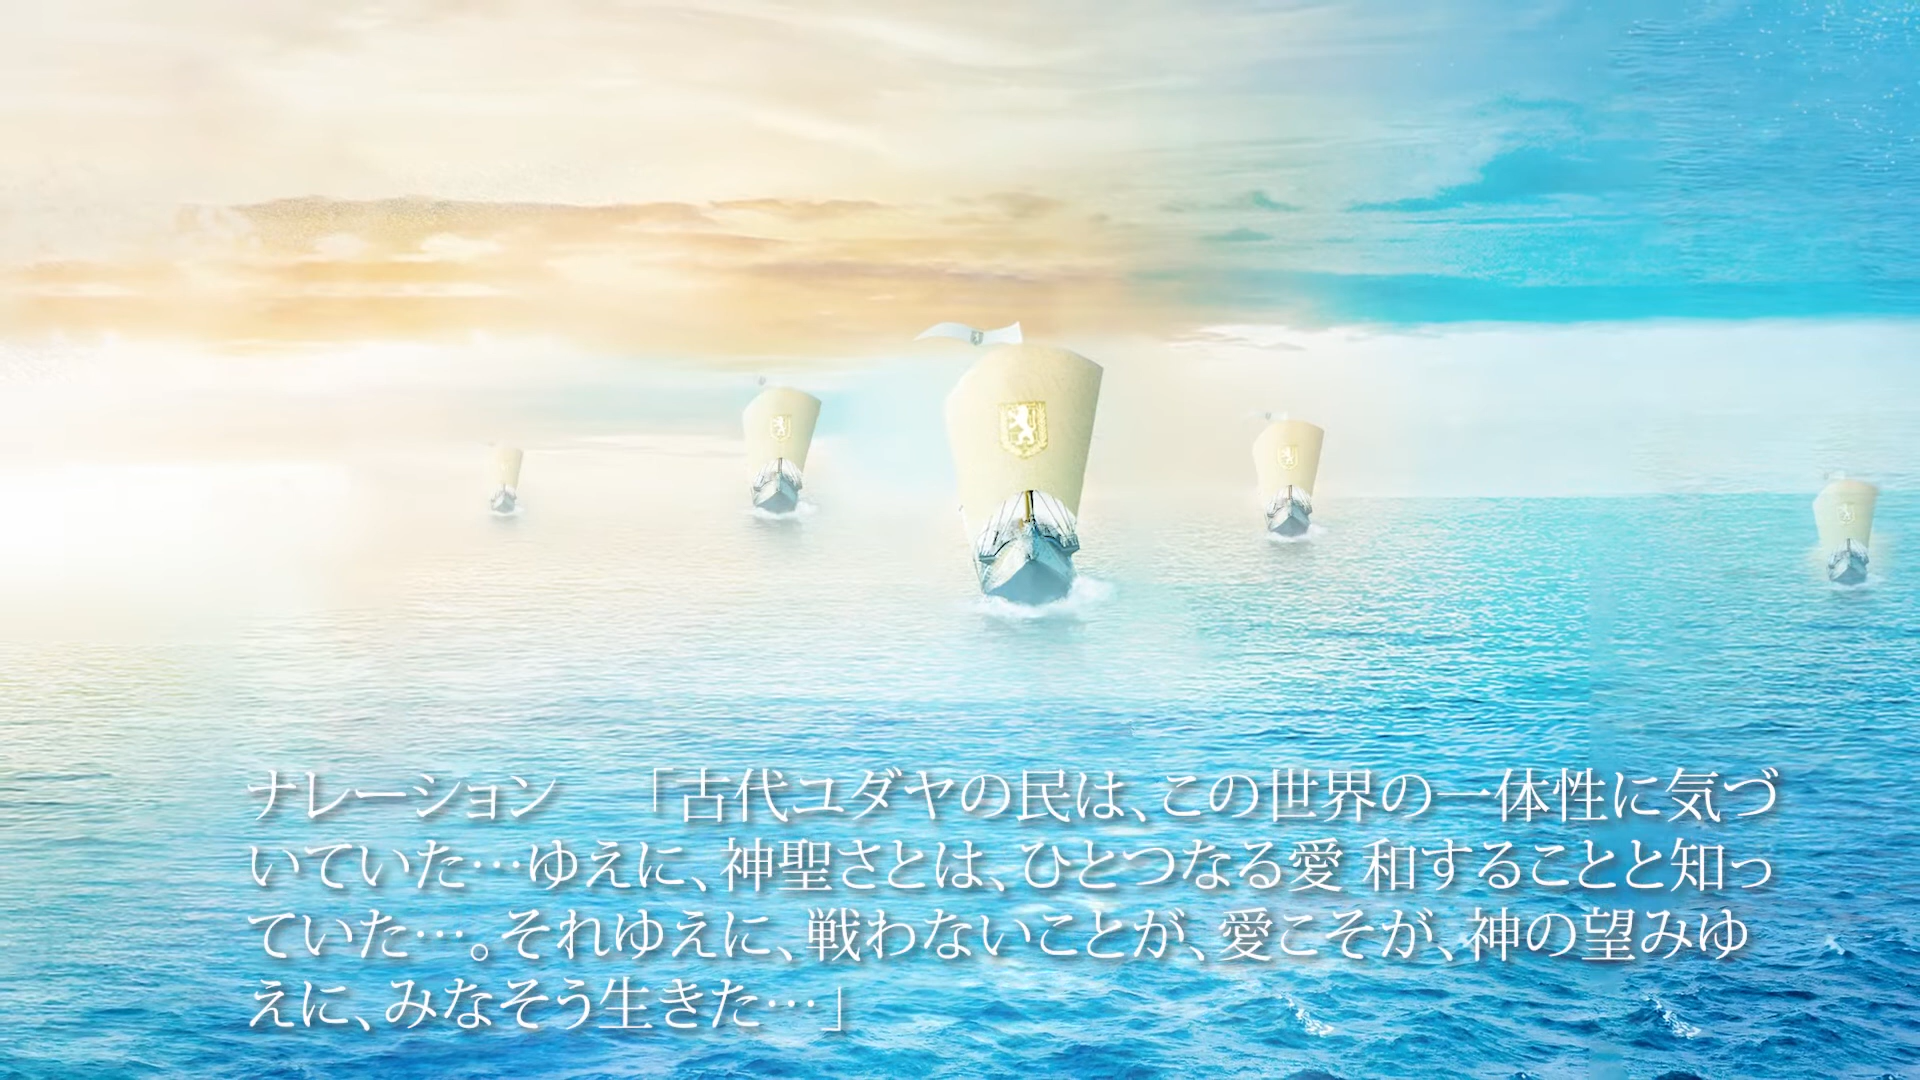 ナレーション　「古代ユダヤの民は、この世界の一体性に気づ
いていた…ゆえに、神聖さとは、ひとつなる愛 和することと知っ
ていた…。それゆえに、戦わないことが、愛こそが、神の望みゆ
えに、みなそう生きた…」